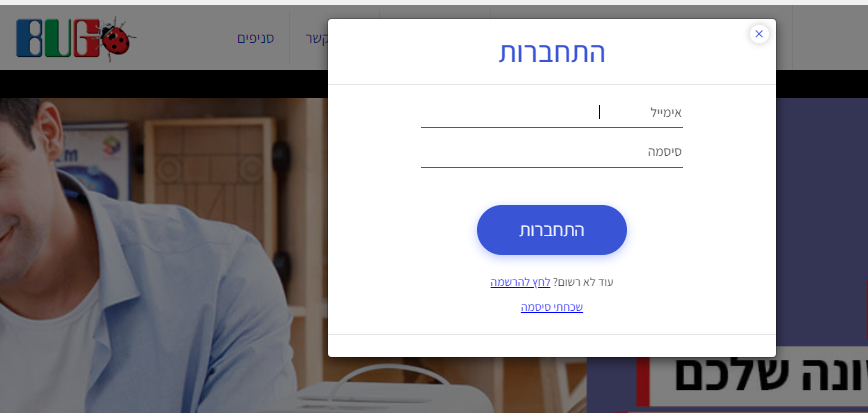 BUG
סניפים
קשר
×
התחברות
אימייל
סיסמה
התחברות
עוד לא רשום? לחץ להרשמה
שכחתי סיסמה
ונה שלכם